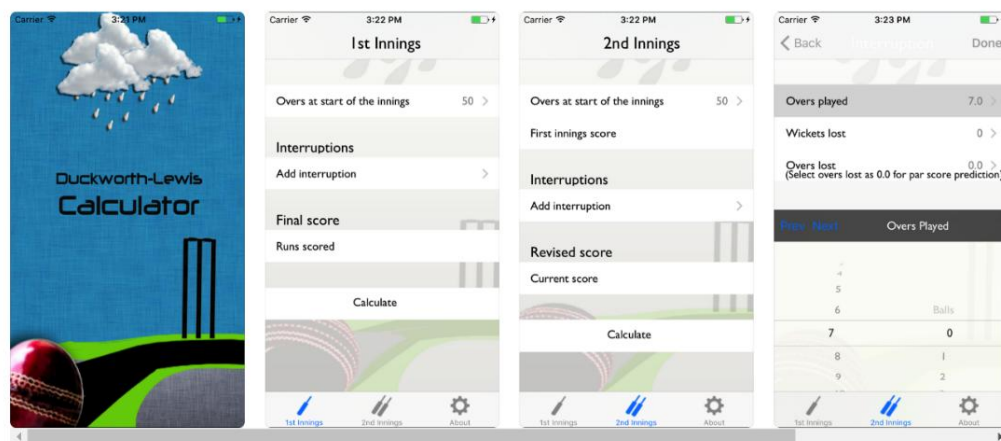 Carrier 3:21 PM
Duckworth-Lewis
Calculator
Carrier 3:22 PM
1st Innings
Overs at start of the innings 50
Interruptions
Add interruption
Final score
Runs scored
Calculate
1st Innings 2nd Innings About
Carrier 3:22 PM
2nd Innings
Overs at start of the innings 50
First innings score
Interruptions
Add interruption
Revised score
Current score
Calculate
1st Innings 2nd Innings About
Carrier 3:23 PM
Back Interruption Done
Overs played 7.0
Wickets lost 0
Overs lost 0.0
(Select overs lost as 0.0 for par score prediction)
Prev Next Overs Played
4
5
6 Balls
7 0
8 1
9 2
1st Innings 2nd Innings About